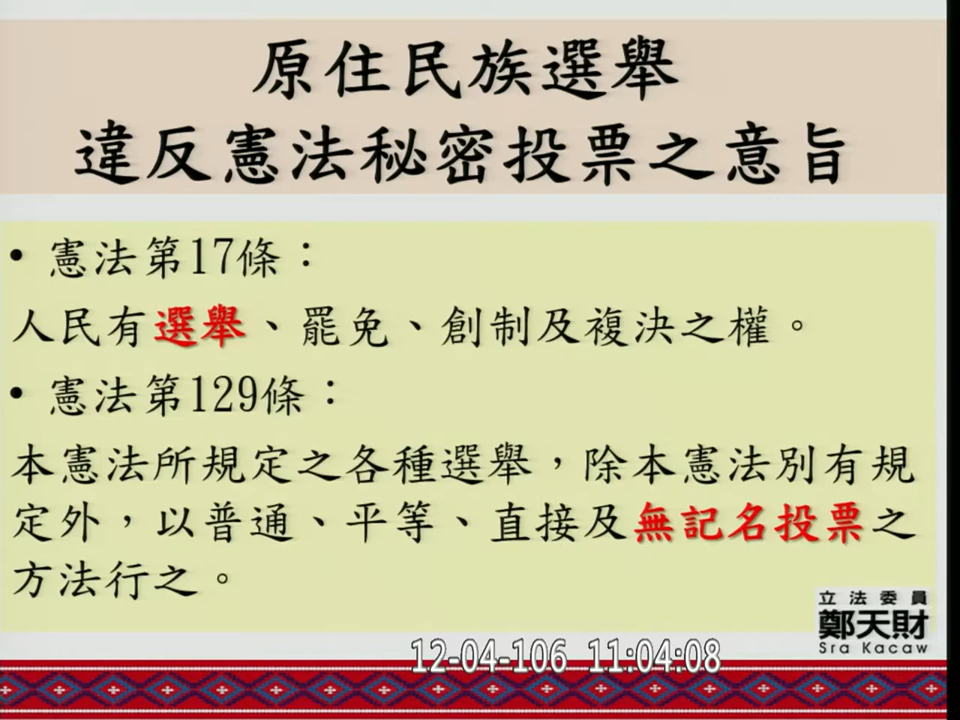 原住民族選舉
違反憲法秘密投票之意旨
• 憲法第17條：
人民有選舉、罷免、創制及複決之權。
• 憲法第129條：
本憲法所規定之各種選舉，除本憲法別有規
定外，以普通、平等、直接及無記名投票之
方法行之。
立法委員
鄭天財
Sra Kacaw
12-04-106 11:04:08